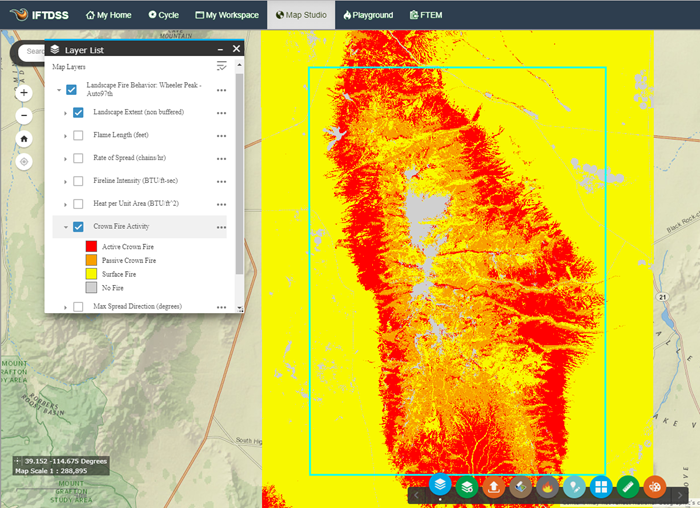 IFTDSS
My Home
Cycle
My Workspace
Map Studio
Playground
FTEM
MOUNTAIN
Sear
Layer List
Map Layers
Landscape Fire Behavior: Wheeler Peak -
Auto97th
Landscape Extent (non buffered)
Flame Length (feet)
Rate of Spread (chains/hr)
Fireline Intensity (BTU/ft-sec)
Heat per Unit Area (BTU/ft^2)
Crown Fire Activity
Active Crown Fire
Passive Crown Fire
Surface Fire
No Fire
Max Spread Direction (degrees)
Black Rock
21
MOUNT
GRAFTON
STUDY AREA
ROBBERS
ROOST BASIN
South Hig
39.152 -114.675 Degrees
Map Scale 1 : 288,895
MOUNT
GRAFTON
STUDY AREA
LAKE V